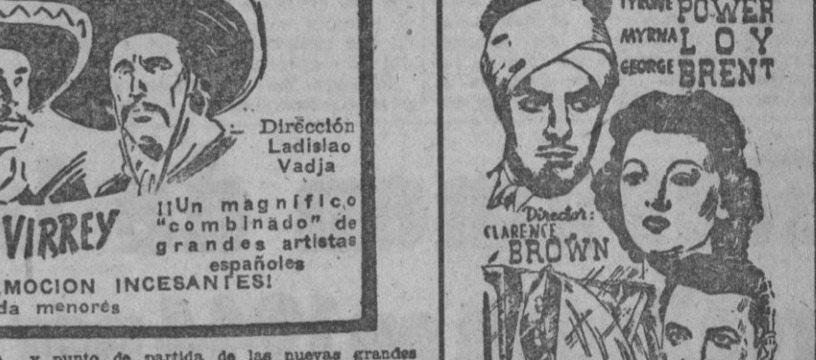 Dirección
Ladislao
Vadja
VIRREY
¡¡Un magnífico
"combinado" de
grandes artistas
españoles
MOCION INCESANTES!
da menores
y punto de partida de las nuevas grandes
TYRONE POWER
MYRNA LOY
GEORGE BRENT
Director:
CLARENCE
BROWN